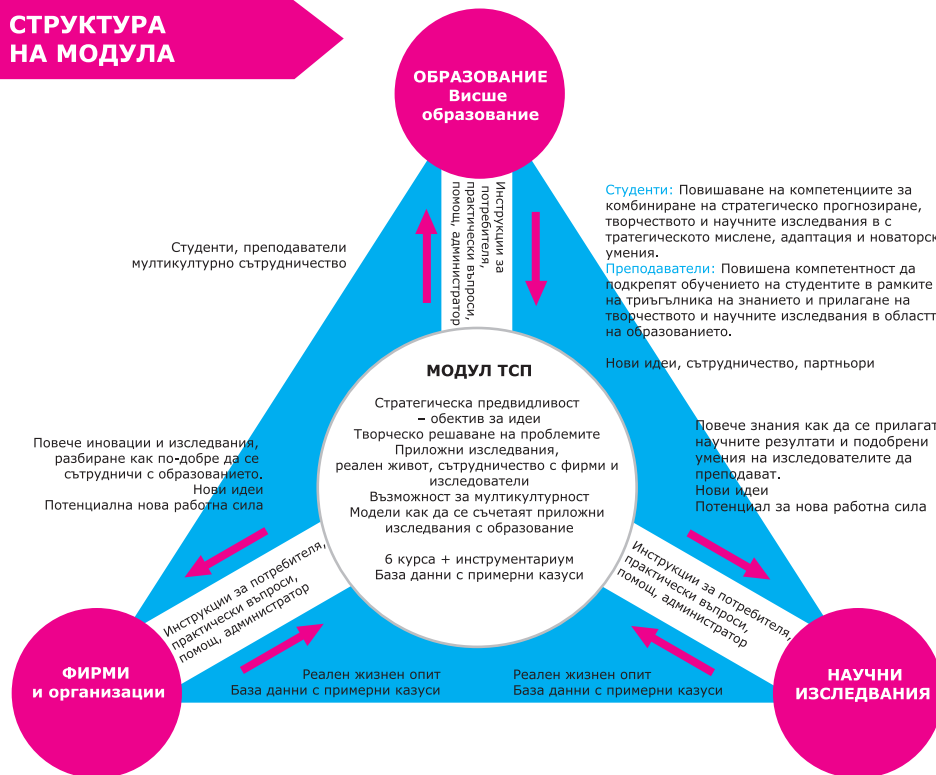 СТРУКТУРА
НА МОДУЛА
ОБРАЗОВАНИЕ
Висше
образование
Инструкции за
потребителя,
практически въпроси,
помощ, администратор
Студенти, преподаватели
мултикултурно сътрудничество
Студенти: Повишаване на компетенциите за
комбиниране на стратегическо прогнозиране,
творчеството и научните изследвания в с
тратегическото мислене, адаптация и новаторск
умения.
Преподаватели: Повишена компетентност да
подкрепят обучението на студентите в рамките
на триъгълника на знанието и прилагане на
творчеството и научните изследвания в област
на образованието.
Нови идеи, сътрудничество, партньори
МОДУЛ ТСП
Стратегическа предвидливост
– обектив за идеи
Творческо решаване на проблемите
Приложни изследвания,
реален живот, сътрудничество с фирми и
изследователи
Възможност за мултикултурност
Модели как да се съчетаят приложни
изследвания с образование
6 курса + инструментариум
База данни с примерни казуси
Повече иновации и изследвания,
разбиране как по-добре да се
сътрудничи с образованието.
Нови идеи
Потенциална нова работна сила
Повече знания как да се прилагат
научните резултати и подобрени
умения на изследователите да
преподават.
Нови идеи
Потенциал за нова работна сила
Инструкции за потребителя,
практически въпроси,
помощ, администратор
Инструкции за потребителя,
практически въпроси,
помощ, администратор
ФИРМИ
и организации
Реален жизнен опит
База данни с примерни казуси
Реален жизнен опит
База данни с примерни казуси
НАУЧНИ
ИЗСЛЕДВАНИЯ